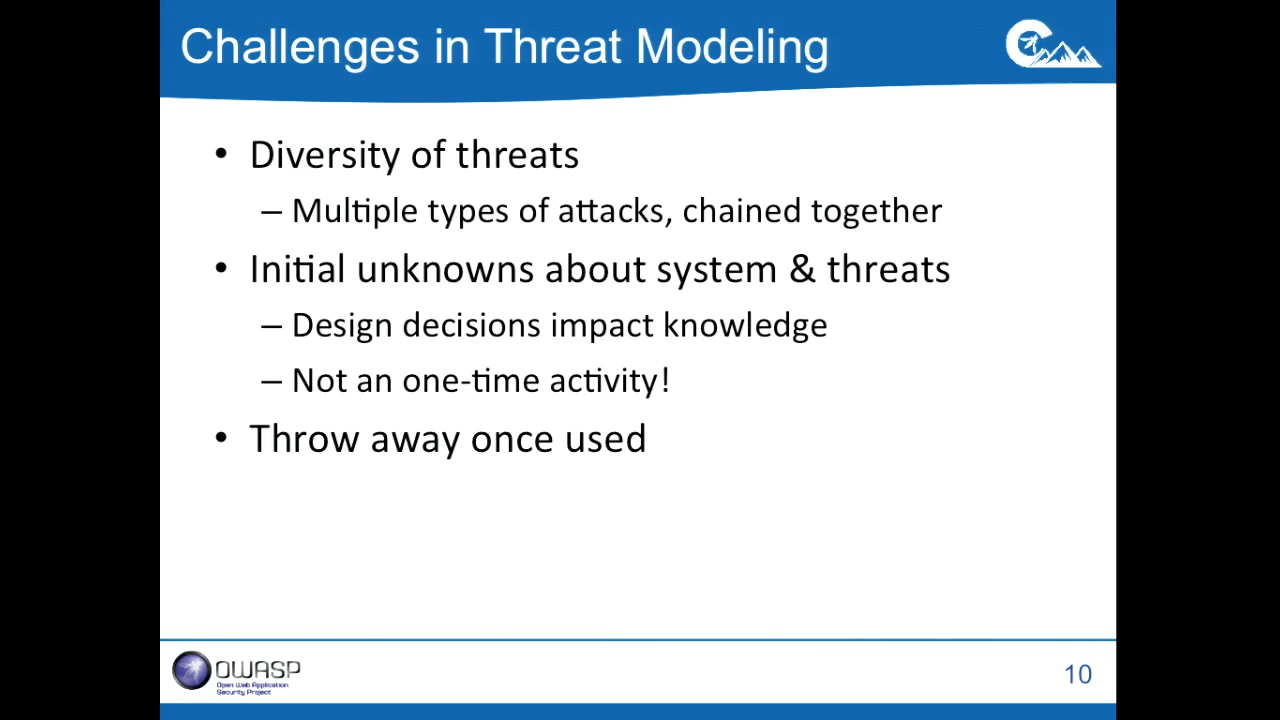 Challenges in Threat Modeling
• Diversity of threats
– Multiple types of attacks, chained together
• Initial unknowns about system & threats
– Design decisions impact knowledge
– Not an one-time activity!
• Throw away once used
OWASP
Open Web Application
Security Project
10